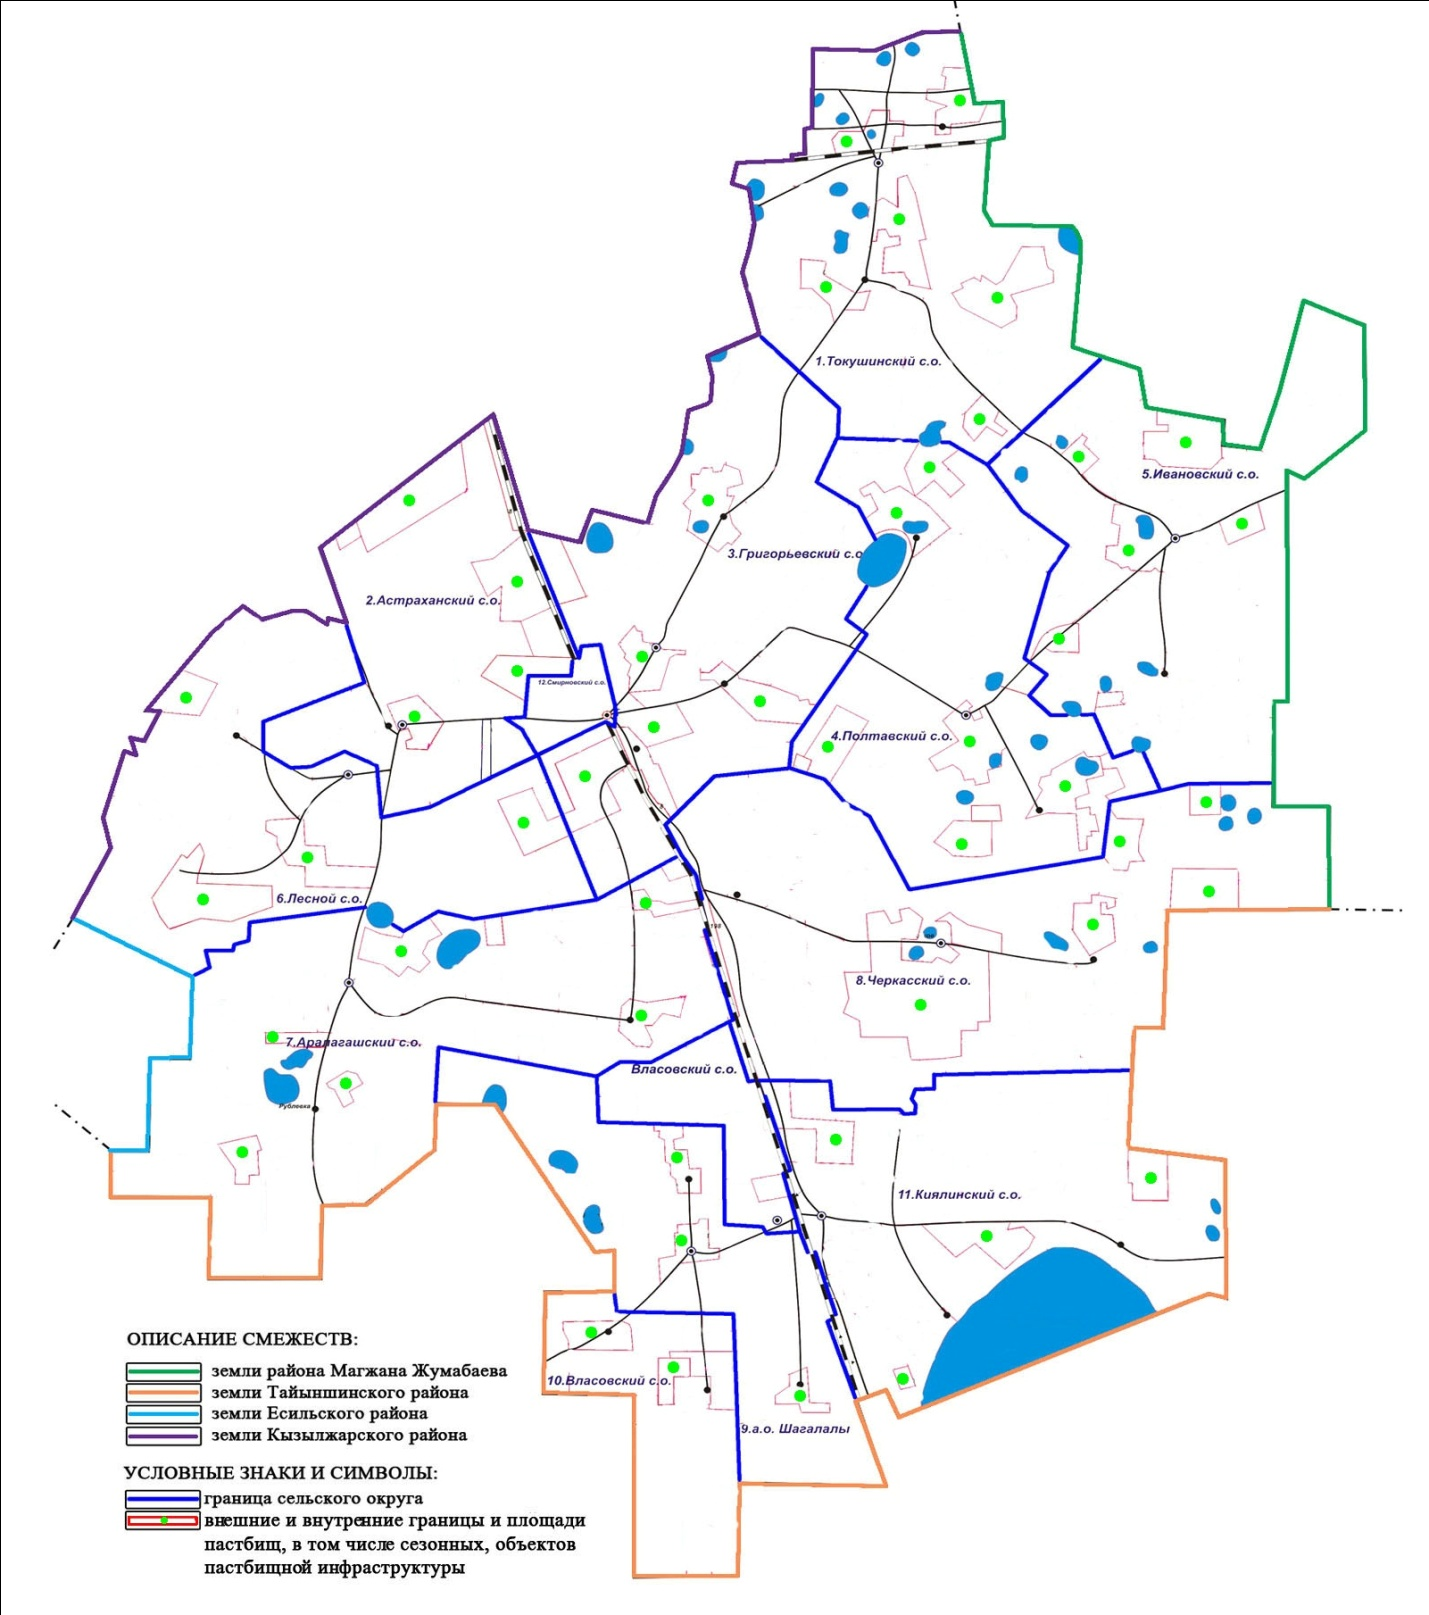 1.Токушинский с.о.
5.Ивановский с.о.
3.Григорьевский с.о
2.Астраханский с.о.
12.Смирновский с.о.
4.Полтавский с.о.
6.Лесной с.о.
8.Черкасский с.о.
7.Аралагашский с.о.
Власовский с.о.
Рублевка
11.Киялинский с.о.
10.Власовский с.о.
9.а.о. Шагалалы
ОПИСАНИЕ СМЕЖЕСТВ:
земли района Магжана Жумабаева
земли Тайыншинского района
земли Есильского района
земли Кызылжарского района
УСЛОВНЫЕ ЗНАКИ И СИМВОЛЫ:
граница сельского округа
внешние и внутренние границы и площади
пастбищ, в том числе сезонных, объектов
пастбищной инфраструктуры